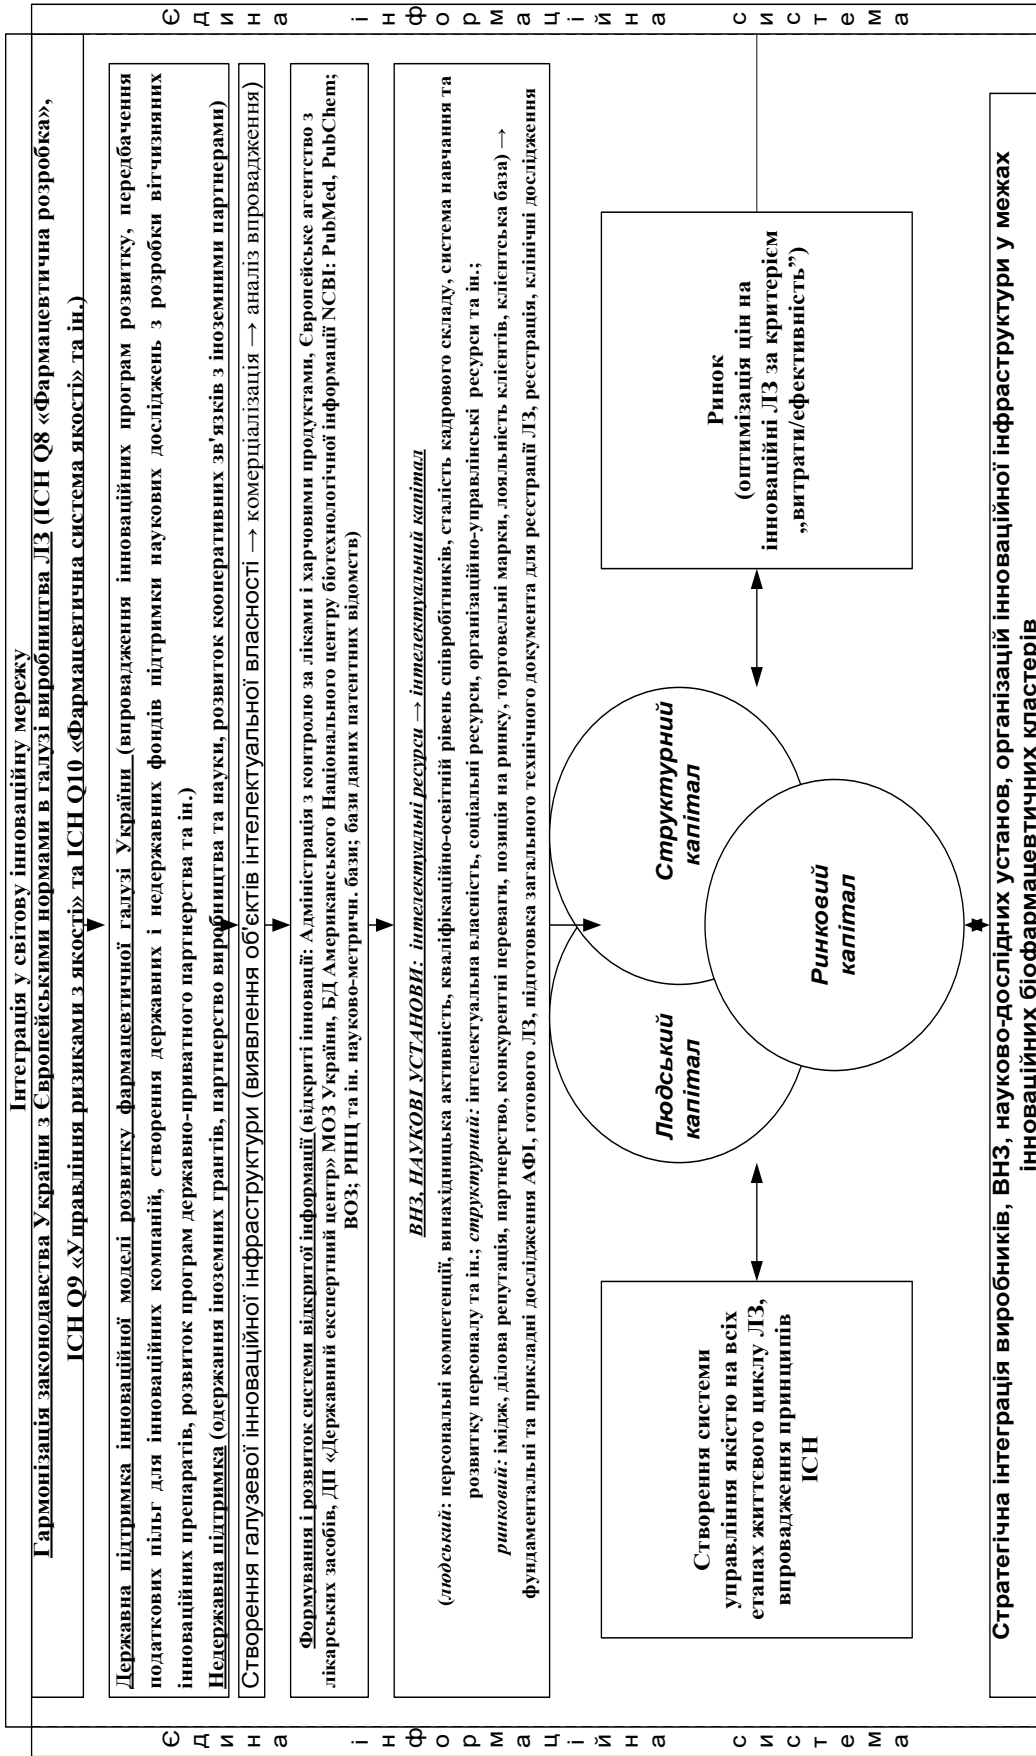 Інтеграція у світову інноваційну мережу
Гармонізація законодавства України з Європейськими нормами в галузі виробництва ЛЗ (ICH Q8 «Фармацевтична розробка»,
ICH Q9 «Управління ризиками з якості» та ICH Q10 «Фармацевтична система якості» та ін.)
Державна підтримка інноваційної моделі розвитку фармацевтичної галузі України (впровадження інноваційних програм розвитку, передбачення
податкових пільг для інноваційних компаній, створення державних і недержавних фондів підтримки наукових досліджень з розробки вітчизняних
інноваційних препаратів, розвиток програм державно-приватного партнерства та ін.)
Недержавна підтримка (одержання іноземних грантів, партнерство виробництва та науки, розвиток кооперативних зв'язків з іноземними партнерами)
Створення галузевої інноваційної інфраструктури (виявлення об'єктів інтелектуальної власності → комерціалізація → аналіз впровадження)
Формування і розвиток системи відкритої інформації (відкриті інновації: Адміністрація з контролю за ліками і харчовими продуктами, Європейське агентство з
лікарських засобів, ДП «Державний експертний центр» МОЗ України, БД Американського Національного центру біотехнологічної інформації NCBI: PubMed, PubChem;
ВОЗ; РІНЦ та ін. науково-метричн. бази; бази даних патентних відомств)
ВНЗ, НАУКОВІ УСТАНОВИ: інтелектуальні ресурси → інтелектуальний капітал
(людський: персональні компетенції, винахідницька активність, кваліфікаційно-освітній рівень співробітників, сталість кадрового складу, система навчання та
розвитку персоналу та ін.; структурний: інтелектуальна власність, соціальні ресурси, організаційно-управлінські ресурси та ін.;
ринковий: імідж, ділова репутація, партнерство, конкурентні переваги, позиція на ринку, торговельні марки, лояльність клієнтів, клієнтська база) →
фундаментальні та прикладні дослідження АФІ, готового ЛЗ, підготовка загального технічного документа для реєстрації ЛЗ, реєстрація, клінічні дослідження
Створення системи
управління якістю на всіх
етапах життєвого циклу ЛЗ,
впровадження принципів
ICH
Людський
капітал
Структурний
капітал
Ринковий
капітал
Ринок
(оптимізація цін на
інноваційні ЛЗ за критерієм
„витрати/ефективність”)
Стратегічна інтеграція виробників, ВНЗ, науково-дослідних установ, організацій інноваційної інфраструктури у межах
інноваційних біофармацевтичних кластерів
Єдина інформаційна система
Єдина інформаційна система